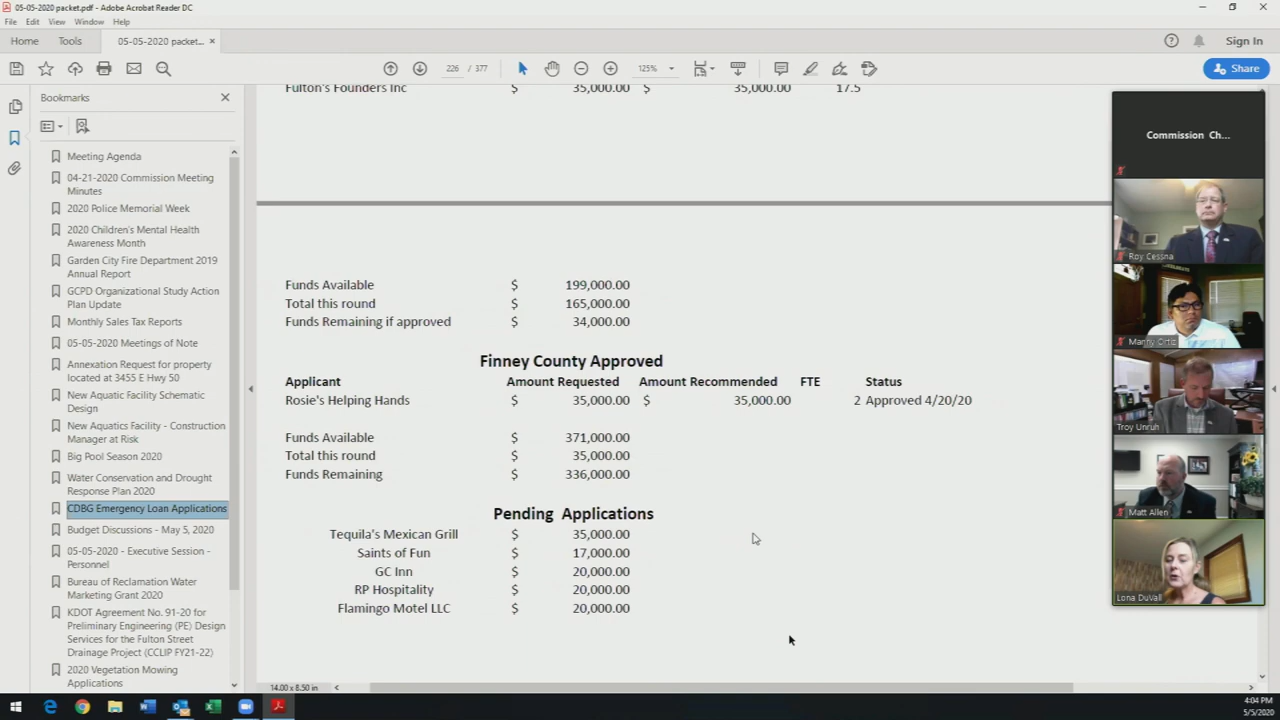 05-05-2020 packet.pdf - Adobe Acrobat Reader DC
File Edit View Window Help
Home Tools 05-05-2020 packet... ×
Sign In
226 / 377
125%
Share
Bookmarks
Meeting Agenda
04-21-2020 Commission Meeting
Minutes
2020 Police Memorial Week
2020 Children's Mental Health
Awareness Month
Garden City Fire Department 2019
Annual Report
GCPD Organizational Study Action
Plan Update
Monthly Sales Tax Reports
05-05-2020 Meetings of Note
Annexation Request for property
located at 3455 E Hwy 50
New Aquatic Facility Schematic
Design
New Aquatics Facility - Construction
Manager at Risk
Big Pool Season 2020
Water Conservation and Drought
Response Plan 2020
CDBG Emergency Loan Applications
Budget Discussions - May 5, 2020
05-05-2020 - Executive Session -
Personnel
Bureau of Reclamation Water
Marketing Grant 2020
KDOT Agreement No. 91-20 for
Preliminary Engineering (PE) Design
Services for the Fulton Street
Drainage Project (CCLIP FY21-22)
2020 Vegetation Mowing
Applications
Fulton's Founders Inc $ 35,000.00 $ 35,000.00 17.5
Funds Available $ 199,000.00
Total this round $ 165,000.00
Funds Remaining if approved $ 34,000.00
Finney County Approved
Applicant Amount Requested Amount Recommended FTE Status
Rosie's Helping Hands $ 35,000.00 $ 35,000.00 2 Approved 4/20/20
Funds Available $ 371,000.00
Total this round $ 35,000.00
Funds Remaining $ 336,000.00
Pending Applications
Tequila's Mexican Grill $ 35,000.00
Saints of Fun $ 17,000.00
GC Inn $ 20,000.00
RP Hospitality $ 20,000.00
Flamingo Motel LLC $ 20,000.00
14.00 x 8.50 in
Commission Ch...
Roy Cessna
Manny Ortiz
Troy Unruh
Matt Allen
Lona DuVall
4:04 PM
5/5/2020